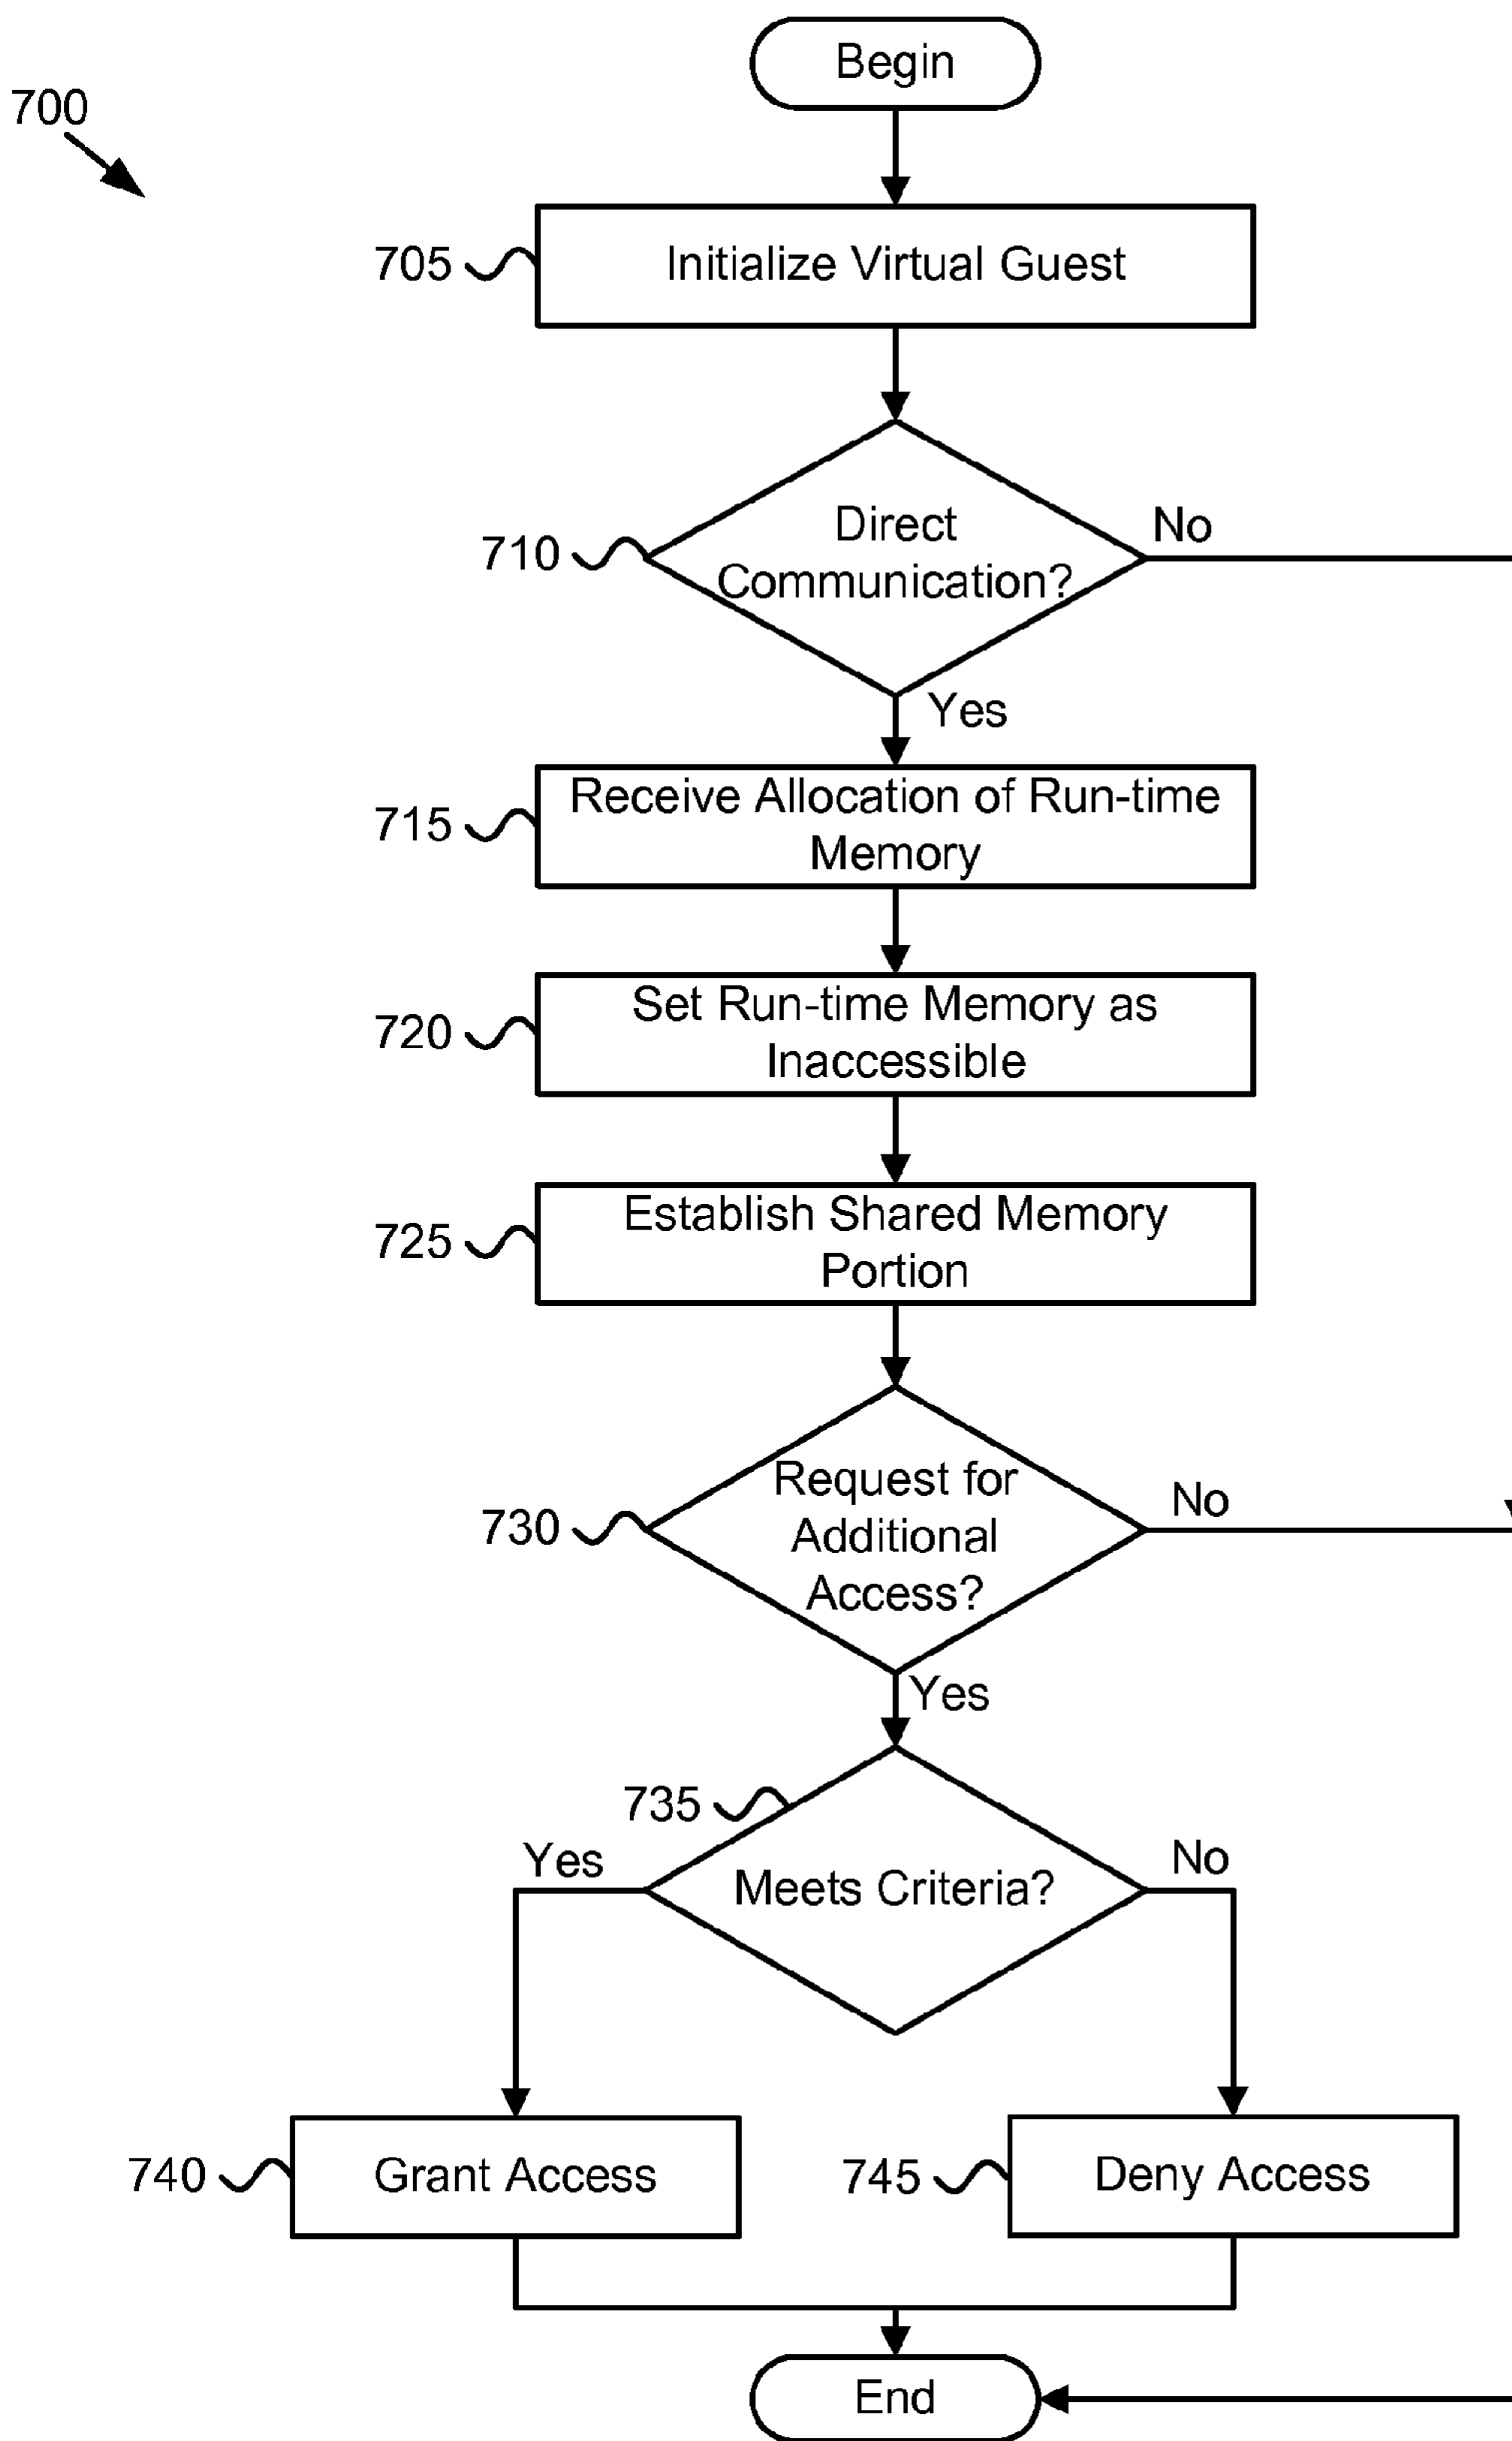 Begin
700
705
Initialize Virtual Guest
710
Direct
Communication?
No
Yes
715
Receive Allocation of Run-time
Memory
720
Set Run-time Memory as
Inaccessible
725
Establish Shared Memory
Portion
730
Request for
Additional
Access?
No
Yes
735
Yes
Meets Criteria?
No
740
Grant Access
745
Deny Access
End